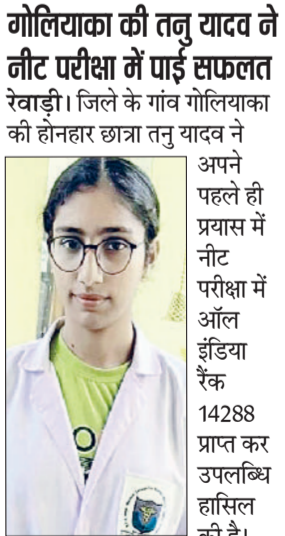 गोलियाका की तनु यादव ने
नीट परीक्षा में पाई सफलत
रेवाड़ी। जिले के गांव गोलियाका
की होनहार छात्रा तनु यादव ने
अपने
पहले ही
प्रयास में
नीट
परीक्षा में
ऑल
इंडिया
रैंक
14288
प्राप्त कर
उपलब्धि
हासिल
की है।